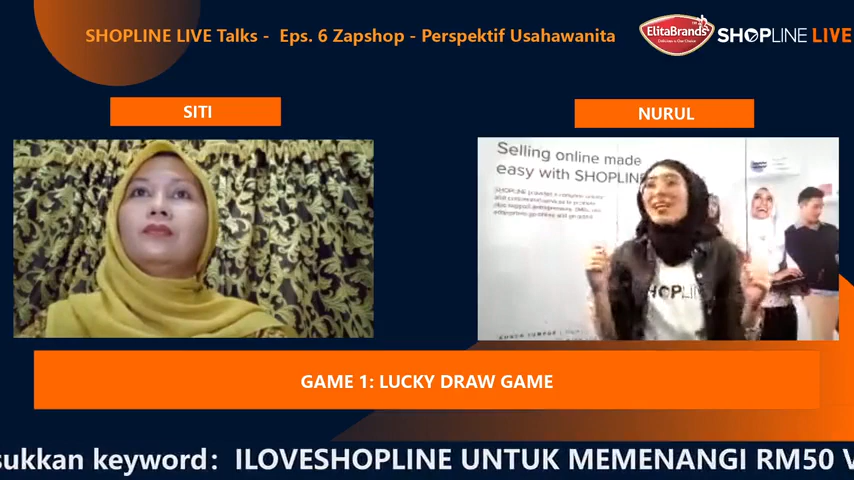 SHOPLINE LIVE Talks - Eps. 6 Zapshop - Perspektif Usahawanita
ElitaBrands
SHOPLINE LIVE
SITI
NURUL
Selling online made
easy with SHOPLINE
SHOPLIN
GAME 1: LUCKY DRAW GAME
sukkan keyword: ILOVESHOPLINE UNTUK MEMENANGI RM50 V